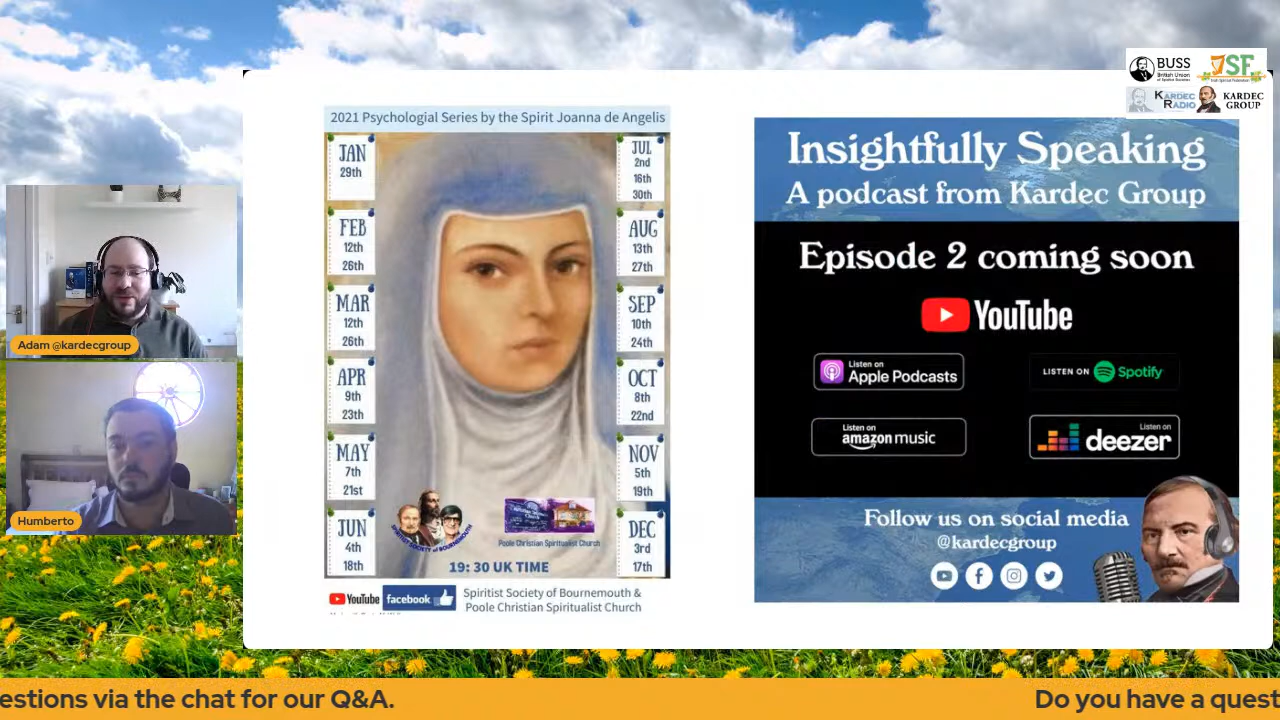 BUSS
British Union
of Spiritist Societies
JSF
KARDEC
RADIO
KARDEC
GROUP
2021 Psychologial Series by the Spirit Joanna de Angelis
JAN
29th
FEB
12th
26th
MAR
12th
26th
APR
9th
23th
MAY
7th
21st
JUN
4th
18th
JUL
2nd
16th
30th
AUG
13th
27th
SEP
10th
24th
OCT
8th
22nd
NOV
5th
19th
DEC
3rd
17th
SPIRITIST SOCIETY OF BOURNEMOUTH
Poole Christian Spiritualist Church
19: 30 UK TIME
YouTube
facebook
Spiritist Society of Bournemouth &
Poole Christian Spiritualist Church
Insightfully Speaking
A podcast from Kardec Group
Episode 2 coming soon
YouTube
Listen on
Apple Podcasts
LISTEN ON Spotify
Listen on
amazon music
Listen on
deezer
Follow us on social media
@kardecgroup
Adam @kardecgroup
Humberto
estions via the chat for our Q&A.
Do you have a quest